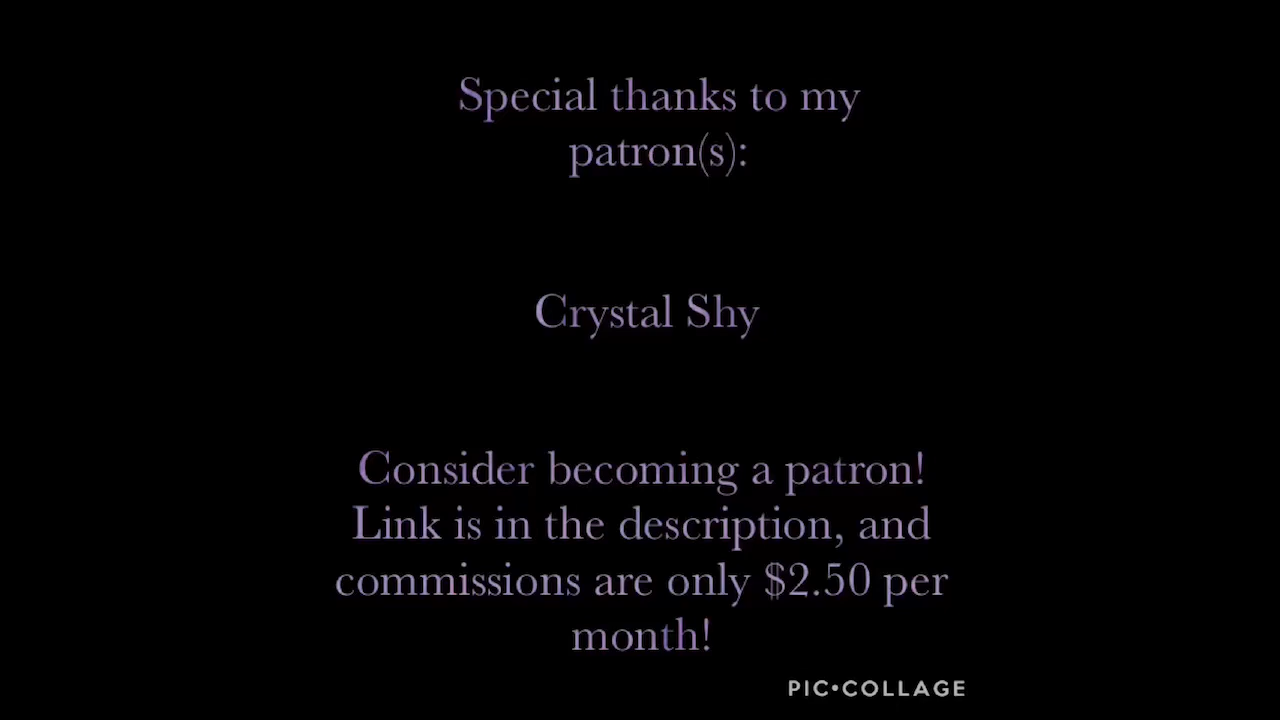 Special thanks to my
patron(s):
Crystal Shy
Consider becoming a patron!
Link is in the description, and
commissions are only $2.50 per
month!
PIC•COLLAGE